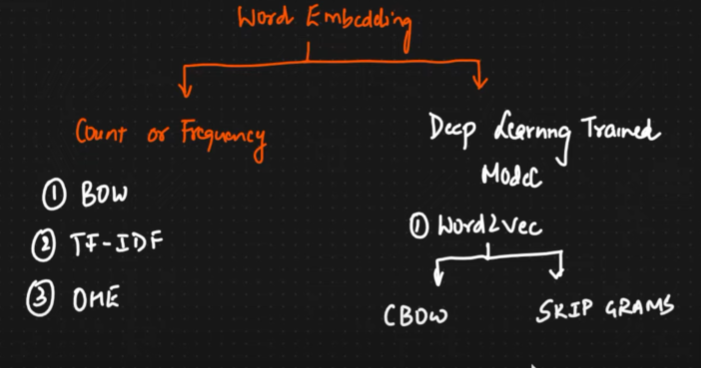 Word Embedding
Count or Frequency
① BOW
② TF-IDF
③ OHE
Deep Learning Trained
Model
① Word2Vec
CBOW
SKIP GRAMS